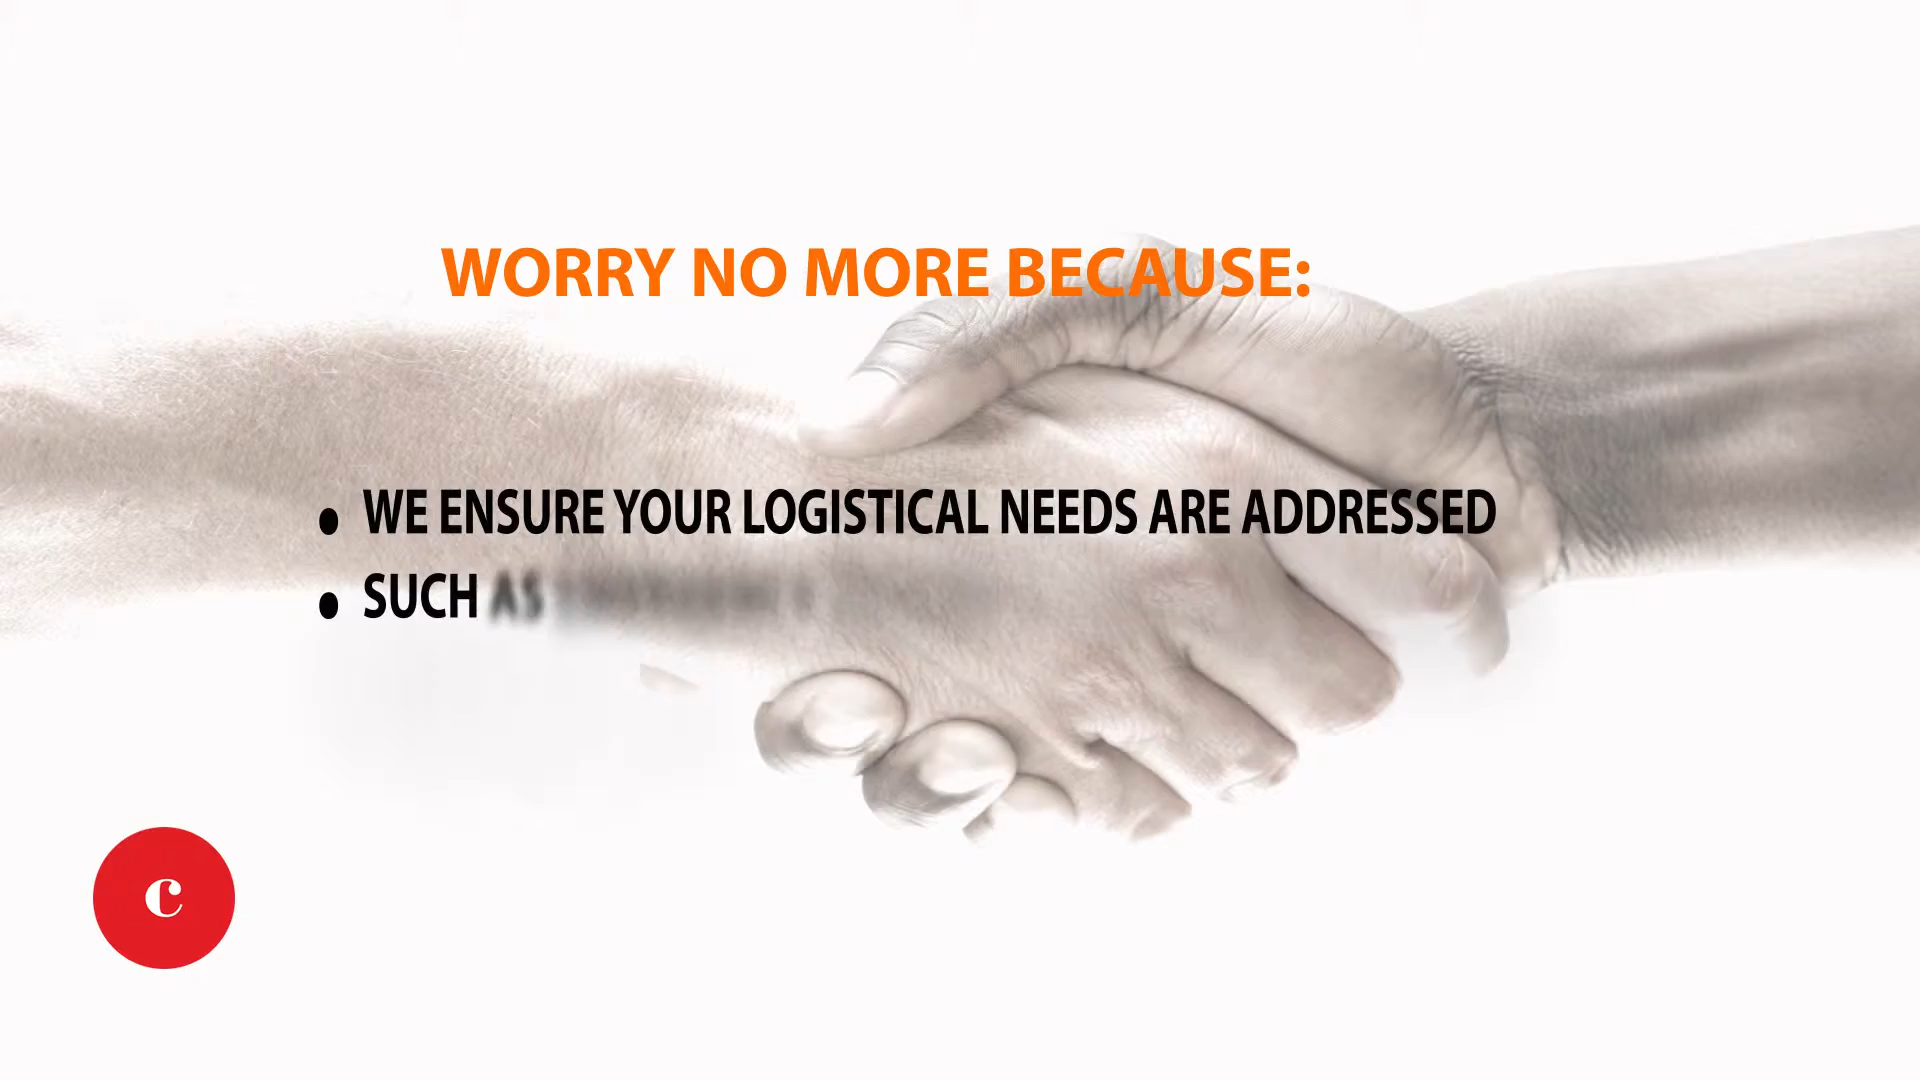 WORRY NO MORE BECAUSE:
• WE ENSURE YOUR LOGISTICAL NEEDS ARE ADDRESSED
• SUCH AS
c